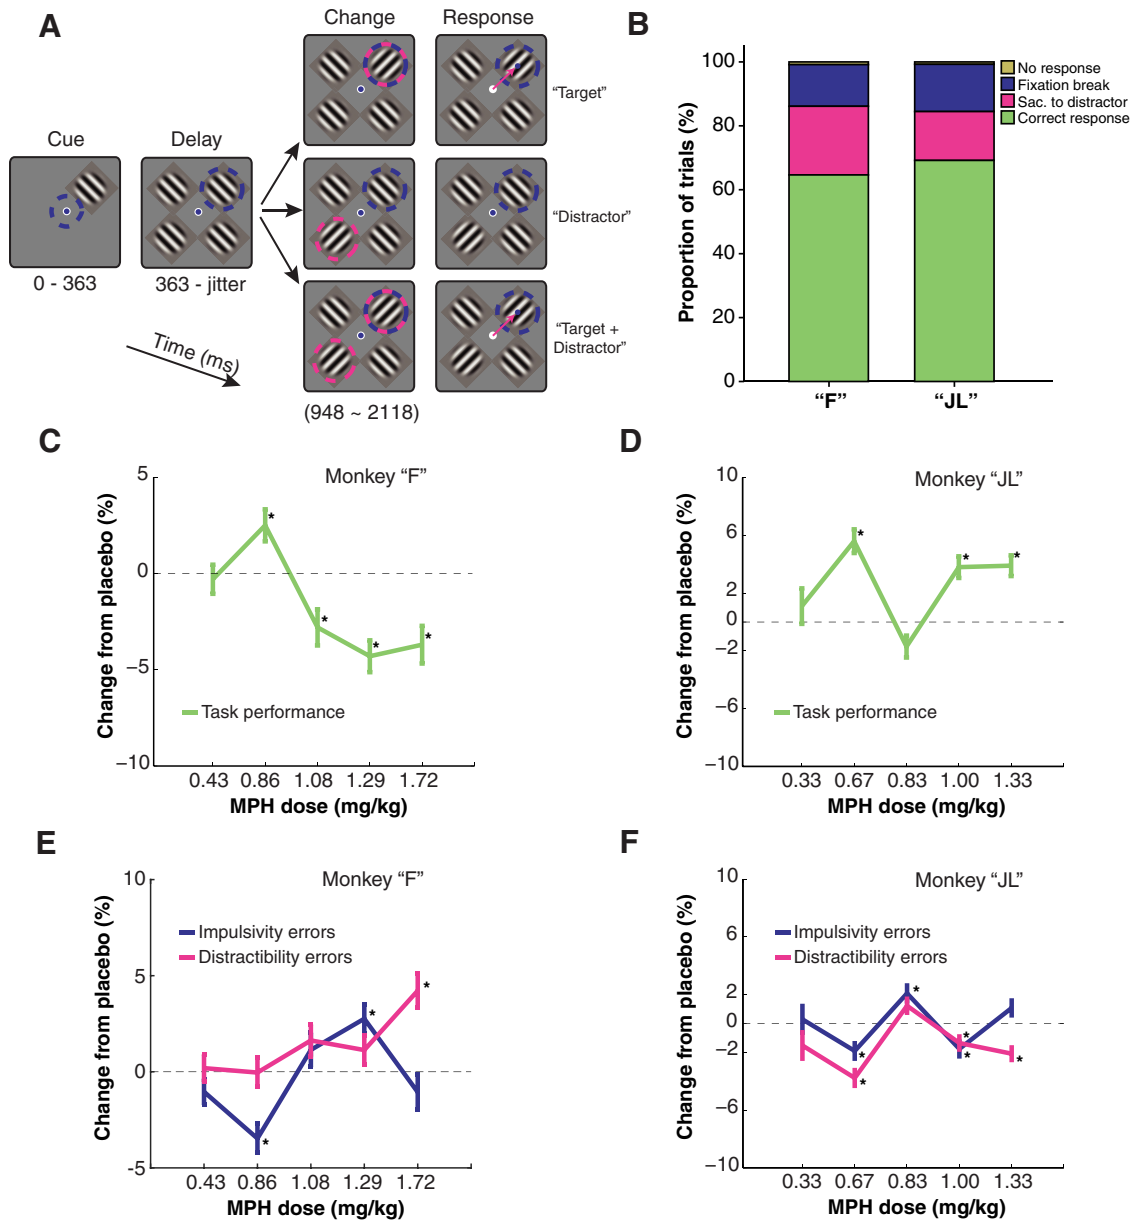 A
Change
Response
"Target"
Cue
Delay
"Distractor"
0 - 363
363 - jitter
"Target +
Distractor"
Time (ms)
(948 ~ 2118)
B
Proportion of trials (%)
100
80
60
40
20
0
No response
Fixation break
Sac. to distractor
Correct response
"F"
"JL"
C
Monkey "F"
Change from placebo (%)
5
0
−5
−10
*
*
*
*
Task performance
0.43 0.86 1.08 1.29 1.72
MPH dose (mg/kg)
D
Monkey "JL"
Change from placebo (%)
10
6
2
0
−2
−6
−10
*
*
*
Task performance
0.33 0.67 0.83 1.00 1.33
MPH dose (mg/kg)
E
Monkey "F"
Change from placebo (%)
10
5
0
-5
Impulsivity errors
Distractibility errors
*
*
*
0.43 0.86 1.08 1.29 1.72
MPH dose (mg/kg)
F
Monkey "JL"
Change from placebo (%)
10
6
2
0
−2
−6
−10
Impulsivity errors
Distractibility errors
*
*
*
*
*
*
0.33 0.67 0.83 1.00 1.33
MPH dose (mg/kg)